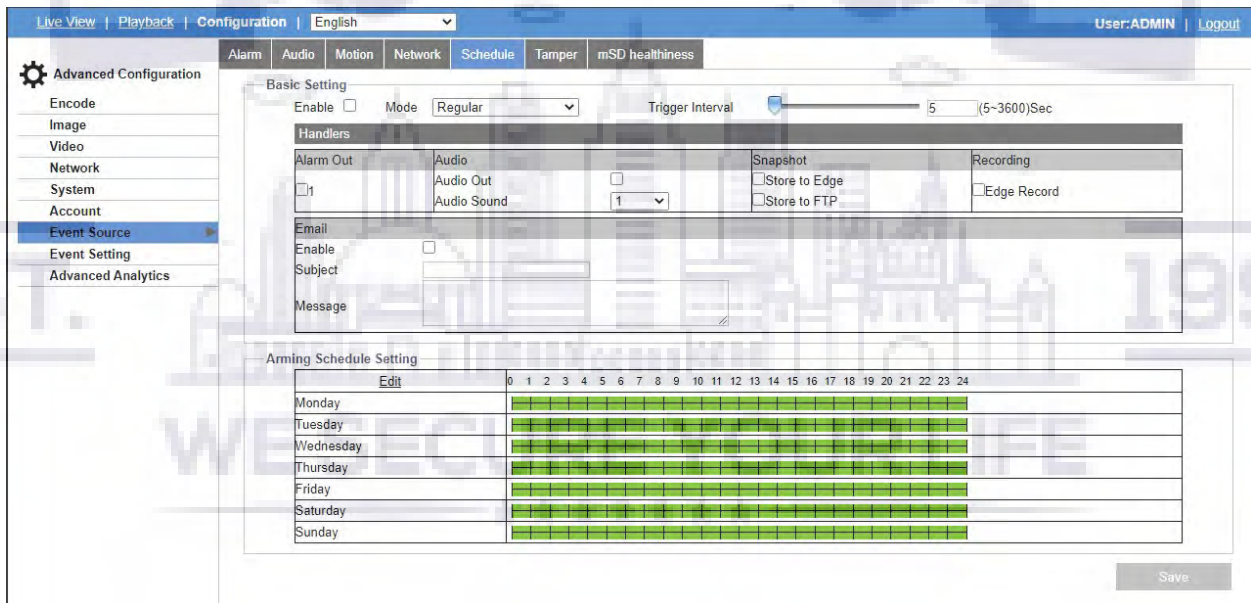 Live View | Playback | Configuration | English User:ADMIN | Logout
Advanced Configuration
Encode
Image
Video
Network
System
Account
Event Source
Event Setting
Advanced Analytics
Alarm Audio Motion Network Schedule Tamper mSD healthiness
Basic Setting
Enable Mode Regular Trigger Interval 5 (5~3600)Sec
Handlers
Alarm Out Audio Snapshot Recording
1 Audio Out Store to Edge Edge Record
Audio Sound 1 Store to FTP
Email
Enable
Subject
Message
Arming Schedule Setting
Edit 0 1 2 3 4 5 6 7 8 9 10 11 12 13 14 15 16 17 18 19 20 21 22 23 24
Monday
Tuesday
Wednesday
Thursday
Friday
Saturday
Sunday
Save